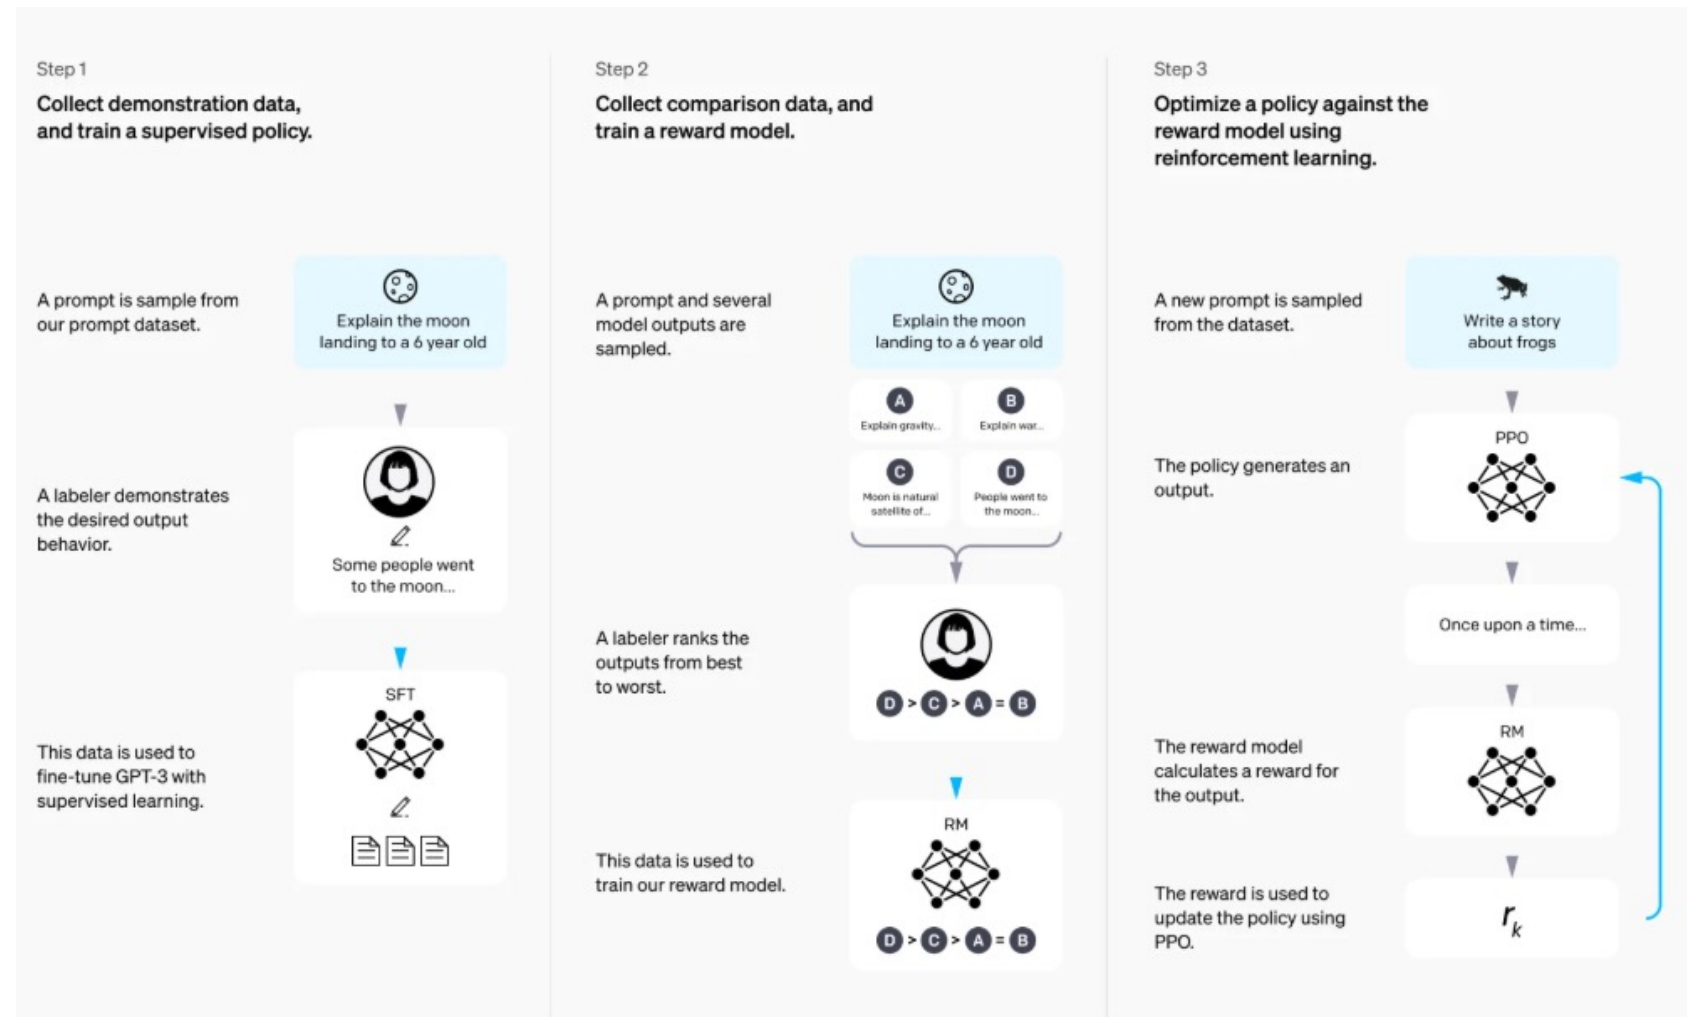 Step 1
Collect demonstration data,
and train a supervised policy.
A prompt is sample from
our prompt dataset.
Explain the moon
landing to a 6 year old
A labeler demonstrates
the desired output
behavior.
Some people went
to the moon...
This data is used to
fine-tune GPT-3 with
supervised learning.
SFT
Step 2
Collect comparison data, and
train a reward model.
A prompt and several
model outputs are
sampled.
Explain the moon
landing to a 6 year old
A
Explain gravity...
B
Explain war...
C
Moon is natural
satellite of...
D
People went to
the moon...
A labeler ranks the
outputs from best
to worst.
D > C > A = B
This data is used to
train our reward model.
RM
D > C > A = B
Step 3
Optimize a policy against the
reward model using
reinforcement learning.
A new prompt is sampled
from the dataset.
Write a story
about frogs
The policy generates an
output.
PPO
Once upon a time...
The reward model
calculates a reward for
the output.
RM
The reward is used to
update the policy using
PPO.
r_k